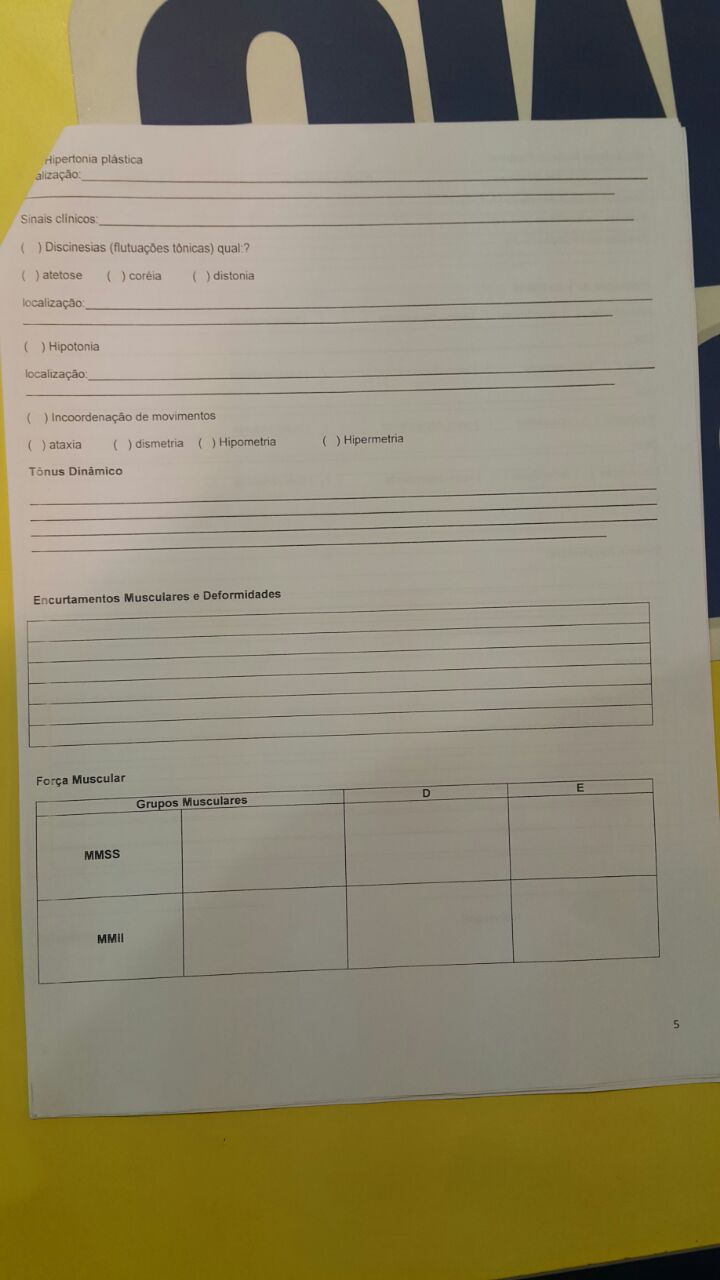 Hipertonia plástica
alização:
Sinais clínicos:
( ) Discinesias (flutuações tônicas) qual:?
( ) atetose ( ) coréia ( ) distonia
localização:
( ) Hipotonia
localização:
( ) Incoordenação de movimentos
( ) ataxia ( ) dismetria ( ) Hipometria ( ) Hipermetria
Tônus Dinâmico
Encurtamentos Musculares e Deformidades
Força Muscular
Grupos Musculares D E
MMSS
MMII
5